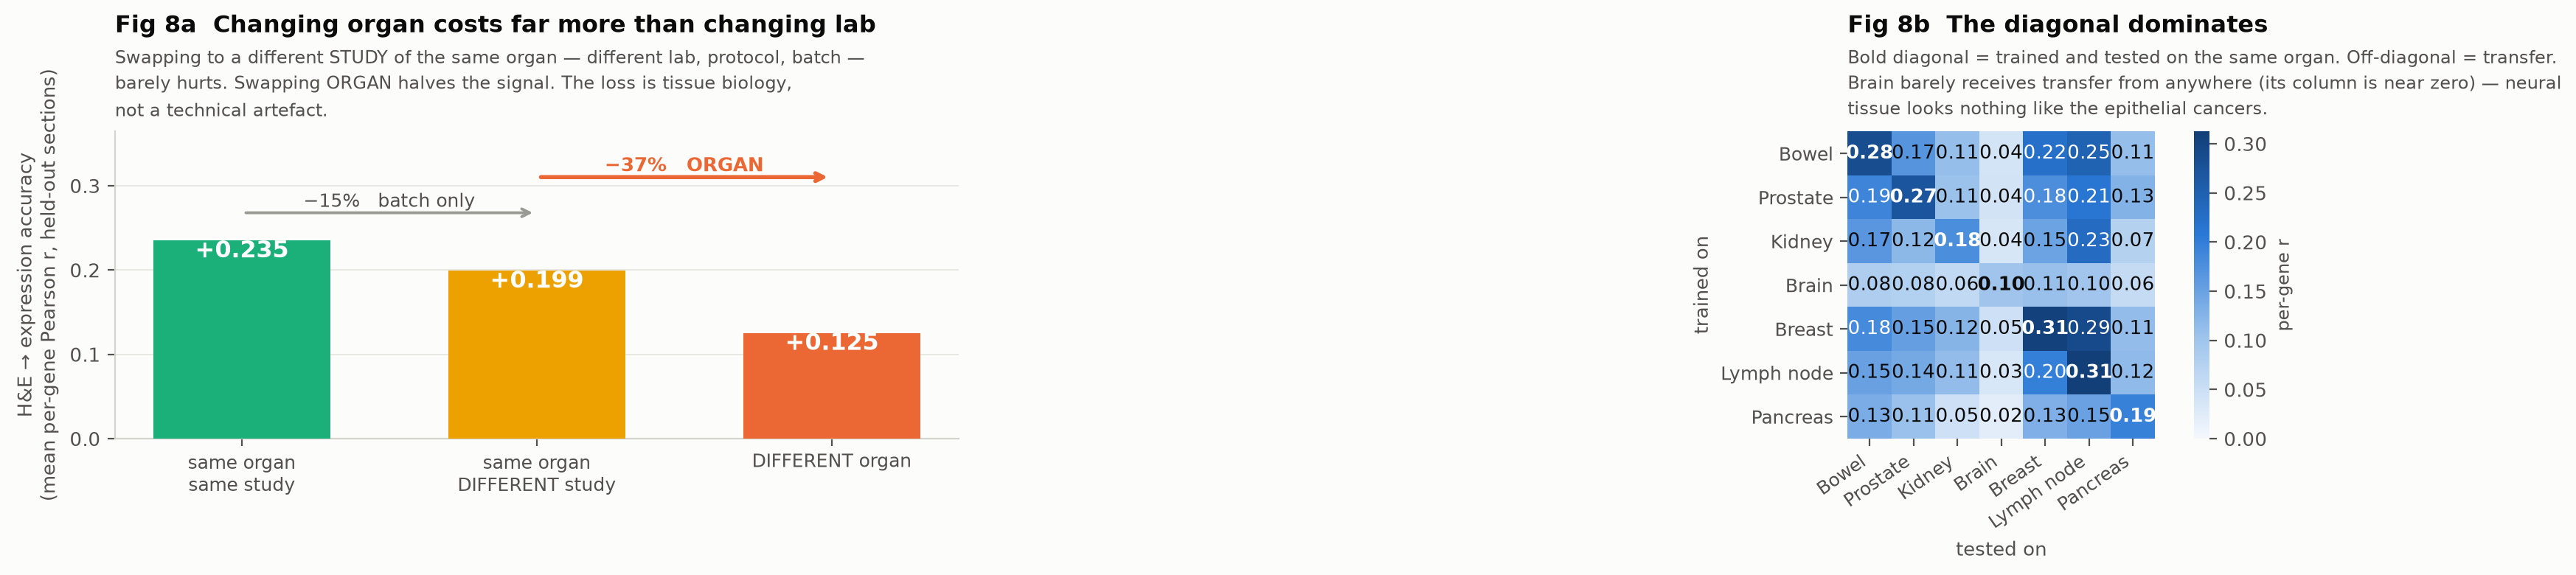 Fig 8a  Changing organ costs far more than changing lab
Swapping to a different STUDY of the same organ — different lab, protocol, batch —
barely hurts. Swapping ORGAN halves the signal. The loss is tissue biology,
not a technical artefact.
H&E → expression accuracy
(mean per-gene Pearson r, held-out sections)
0.3
0.2
0.1
0.0
−15%   batch only
−37%   ORGAN
+0.235
+0.199
+0.125
same organ
same study
same organ
DIFFERENT study
DIFFERENT organ
Fig 8b  The diagonal dominates
Bold diagonal = trained and tested on the same organ. Off-diagonal = transfer.
Brain barely receives transfer from anywhere (its column is near zero) — neural
tissue looks nothing like the epithelial cancers.
trained on
Bowel 0.28 0.17 0.11 0.04 0.22 0.25 0.11
Prostate 0.19 0.27 0.11 0.04 0.18 0.21 0.13
Kidney 0.17 0.12 0.18 0.04 0.15 0.23 0.07
Brain 0.08 0.08 0.06 0.10 0.11 0.10 0.06
Breast 0.18 0.15 0.12 0.05 0.31 0.29 0.11
Lymph node 0.15 0.14 0.11 0.03 0.20 0.31 0.12
Pancreas 0.13 0.11 0.05 0.02 0.13 0.15 0.19
Bowel
Prostate
Kidney
Brain
Breast
Lymph node
Pancreas
tested on
0.30
0.25
0.20
0.15
0.10
0.05
0.00
per-gene r